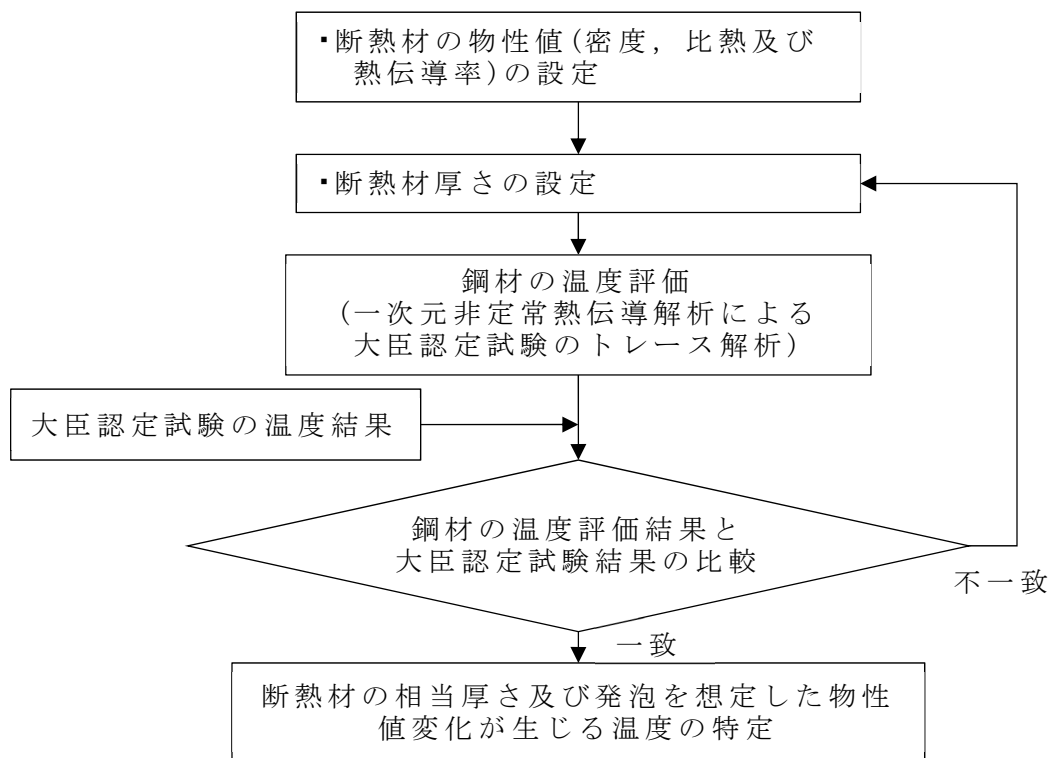 ・断熱材の物性値(密度，比熱及び
熱伝導率)の設定
・断熱材厚さの設定
鋼材の温度評価
(一次元非定常熱伝導解析による
大臣認定試験のトレース解析)
大臣認定試験の温度結果
鋼材の温度評価結果と
大臣認定試験結果の比較
不一致
一致
断熱材の相当厚さ及び発泡を想定した物性
値変化が生じる温度の特定